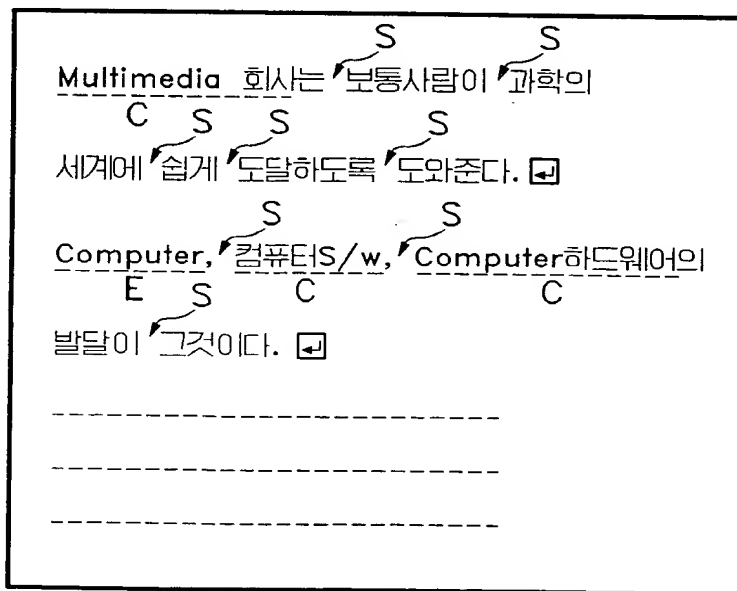 S S
Multimedia 회사는 보통사람이 과학의
C S S S
세계에 쉽게 도달하도록 도와준다. ↵
S S
Computer, 컴퓨터S/w, Computer하드웨어의
E S C C
발달이 그것이다. ↵